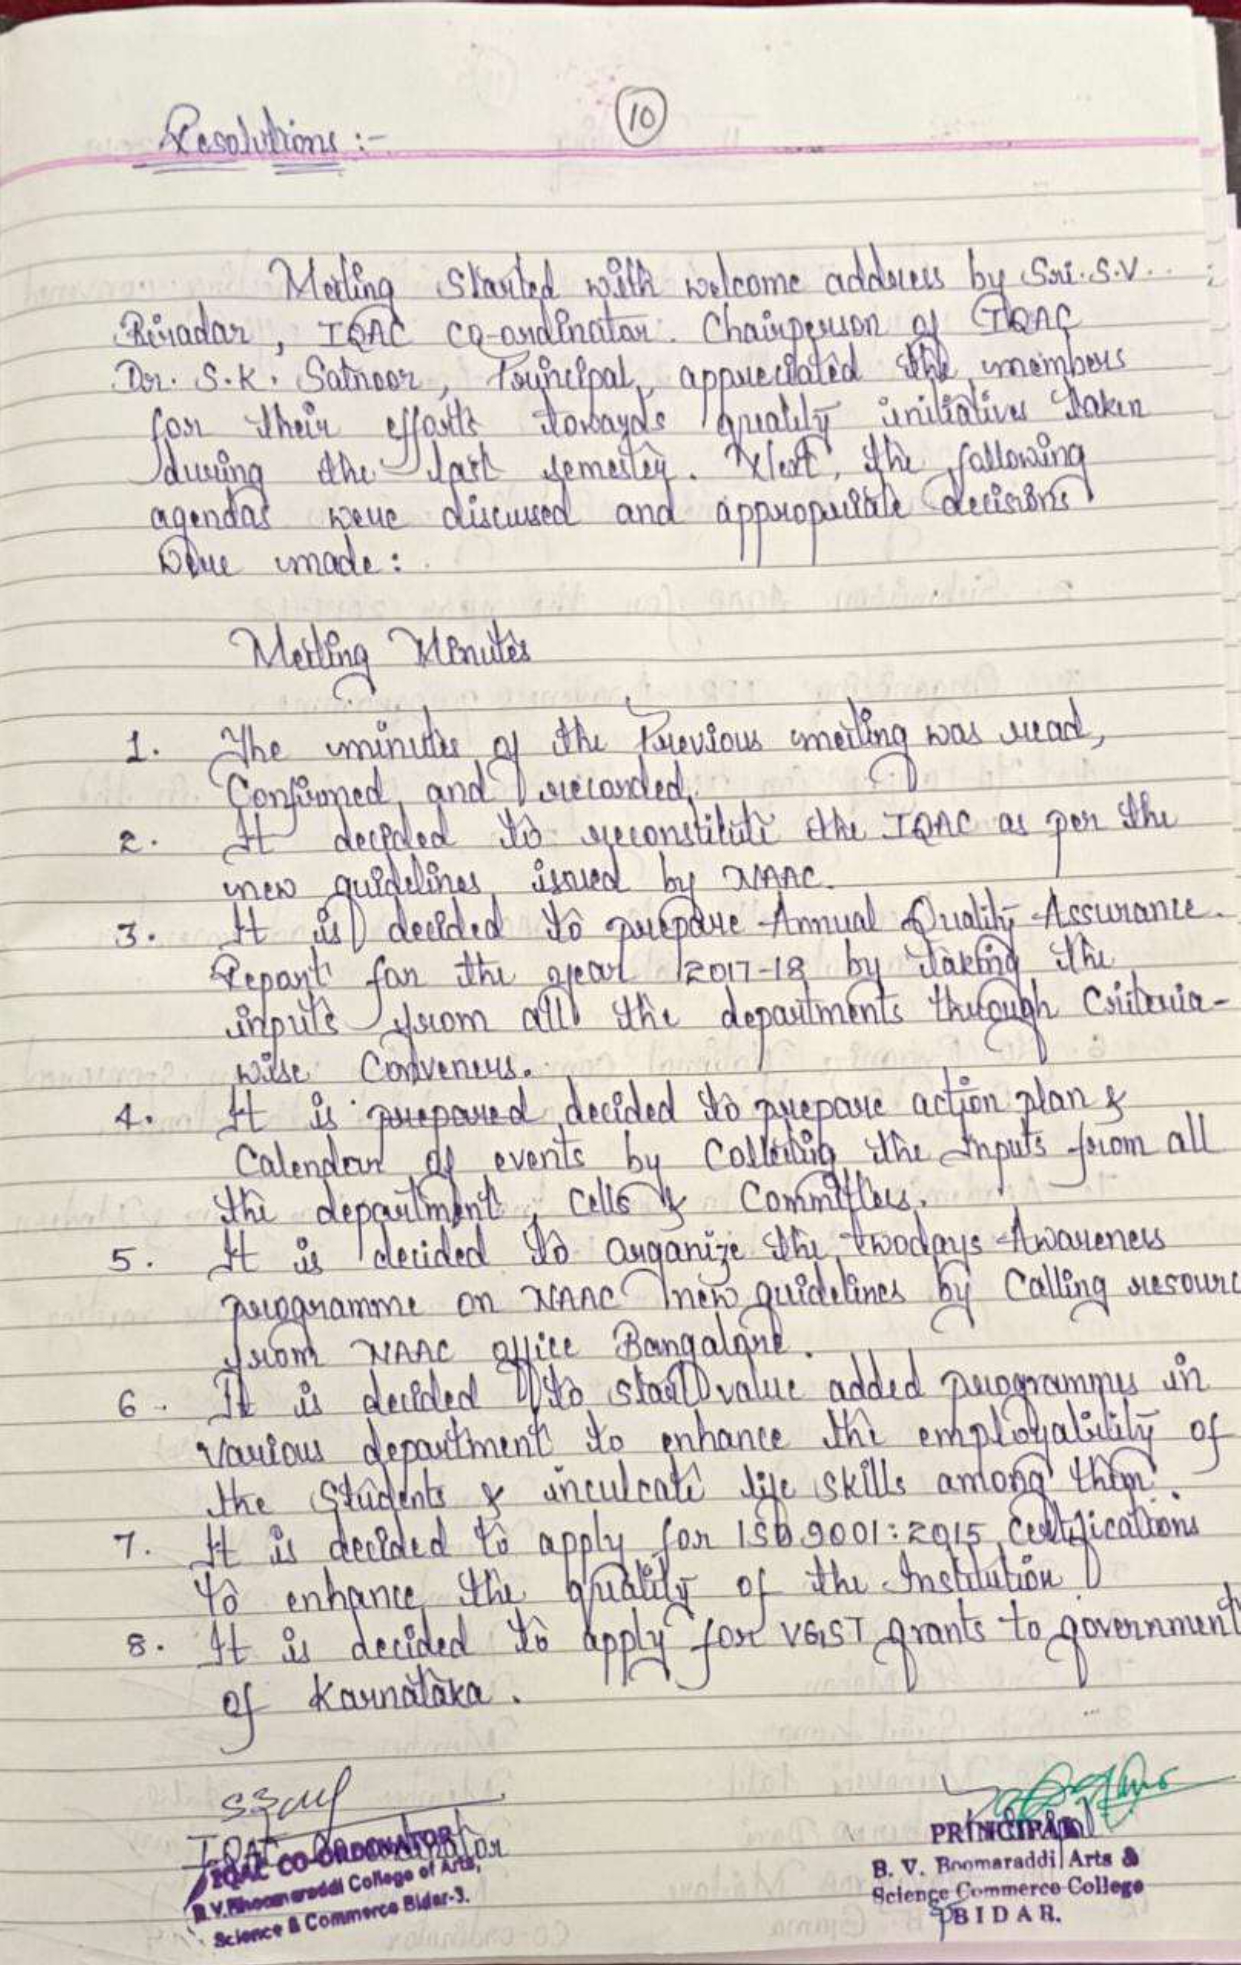 10
Resolutions :-
Meeting Started with welcome address by Sri. S.V.
Biradar, IQAC Co-ordinator. Chairperson of IQAC
Dr. S.K. Satnoor, Principal, appreciated the members
for their efforts towards quality initiatives taken
during the last semester. Next, the following
agendas were discussed and appropriate decisions
were made:
Meeting Minutes
1. The minutes of the Previous meeting was read,
Confirmed and recorded.
2. It decided to reconstitute the IQAC as per the
new guidelines issued by NAAC.
3. It is decided to prepare Annual Quality Assurance
Report for the year 2017-18 by taking the
inputs from all the departments through Criteria-
wise Conveners.
4. It is prepared decided to prepare action plan &
Calendar of events by Collecting the Inputs from all
the department, Cells & Committees.
5. It is decided to organize the twodays Awareness
programme on NAAC new guidelines by Calling resourc
from NAAC office Bangalore.
6. It is decided to start value added programmes in
various department to enhance the employability of
the Students & inculcate life skills among them.
7. It is decided to apply for ISO 9001:2015 Certifications
to enhance the quality of the Institution
8. It is decided to apply for VGST grants to government
of Karnataka.
IQAC Co-ordinator
IQAC CO-ORDINATOR
B.V.Bhoomaraddi College of Arts,
Science & Commerce Bidar-3.
Principal
PRINCIPAL
B. V. Boomaraddi Arts &
Science Commerce College
BIDAR.